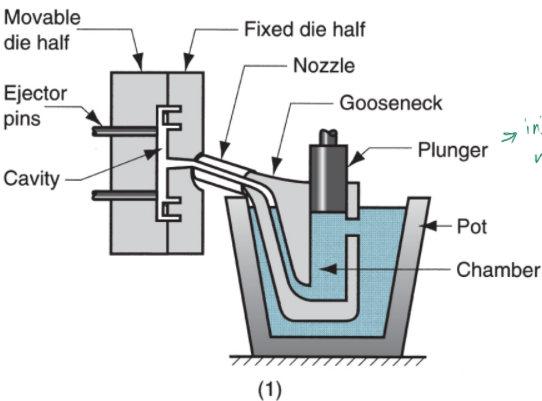 Movable
die half
Fixed die half
Nozzle
Ejector
pins
Gooseneck
Plunger
Cavity
Pot
Chamber
(1)